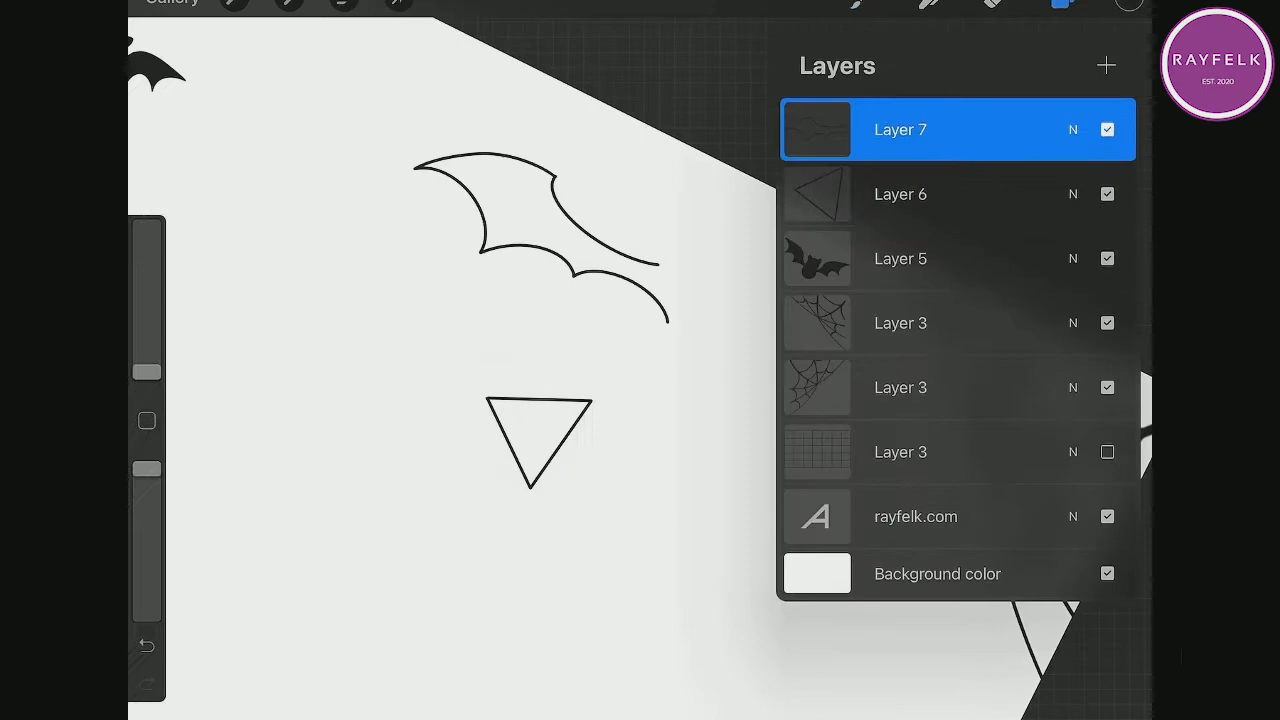 Gallery
Layers
RAYFELK
EST. 2020
Layer 7
N
Layer 6
N
Layer 5
N
Layer 3
N
Layer 3
N
Layer 3
N
A
rayfelk.com
N
Background color